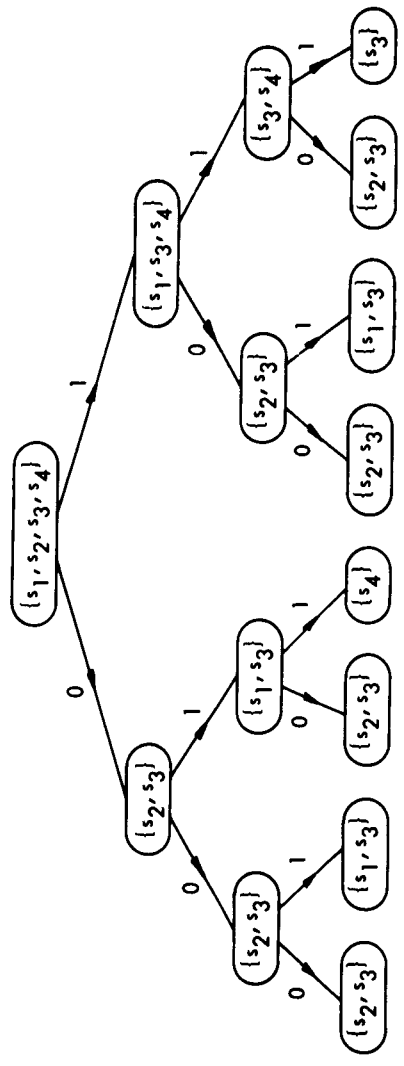 {s1, s2, s3, s4}
0 1
{s2, s3} {s1, s3, s4}
0 1 0 1
{s2, s3} {s1, s3} {s2, s3} {s3, s4}
0 1 0 1 0 1 0 1
{s2, s3} {s1, s3} {s2, s3} {s4} {s2, s3} {s1, s3} {s2, s3} {s3}